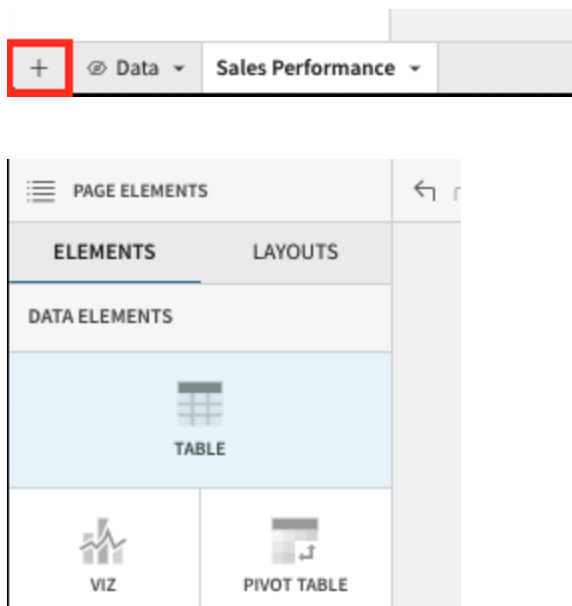 + Data Sales Performance
PAGE ELEMENTS
ELEMENTS LAYOUTS
DATA ELEMENTS
TABLE
VIZ PIVOT TABLE